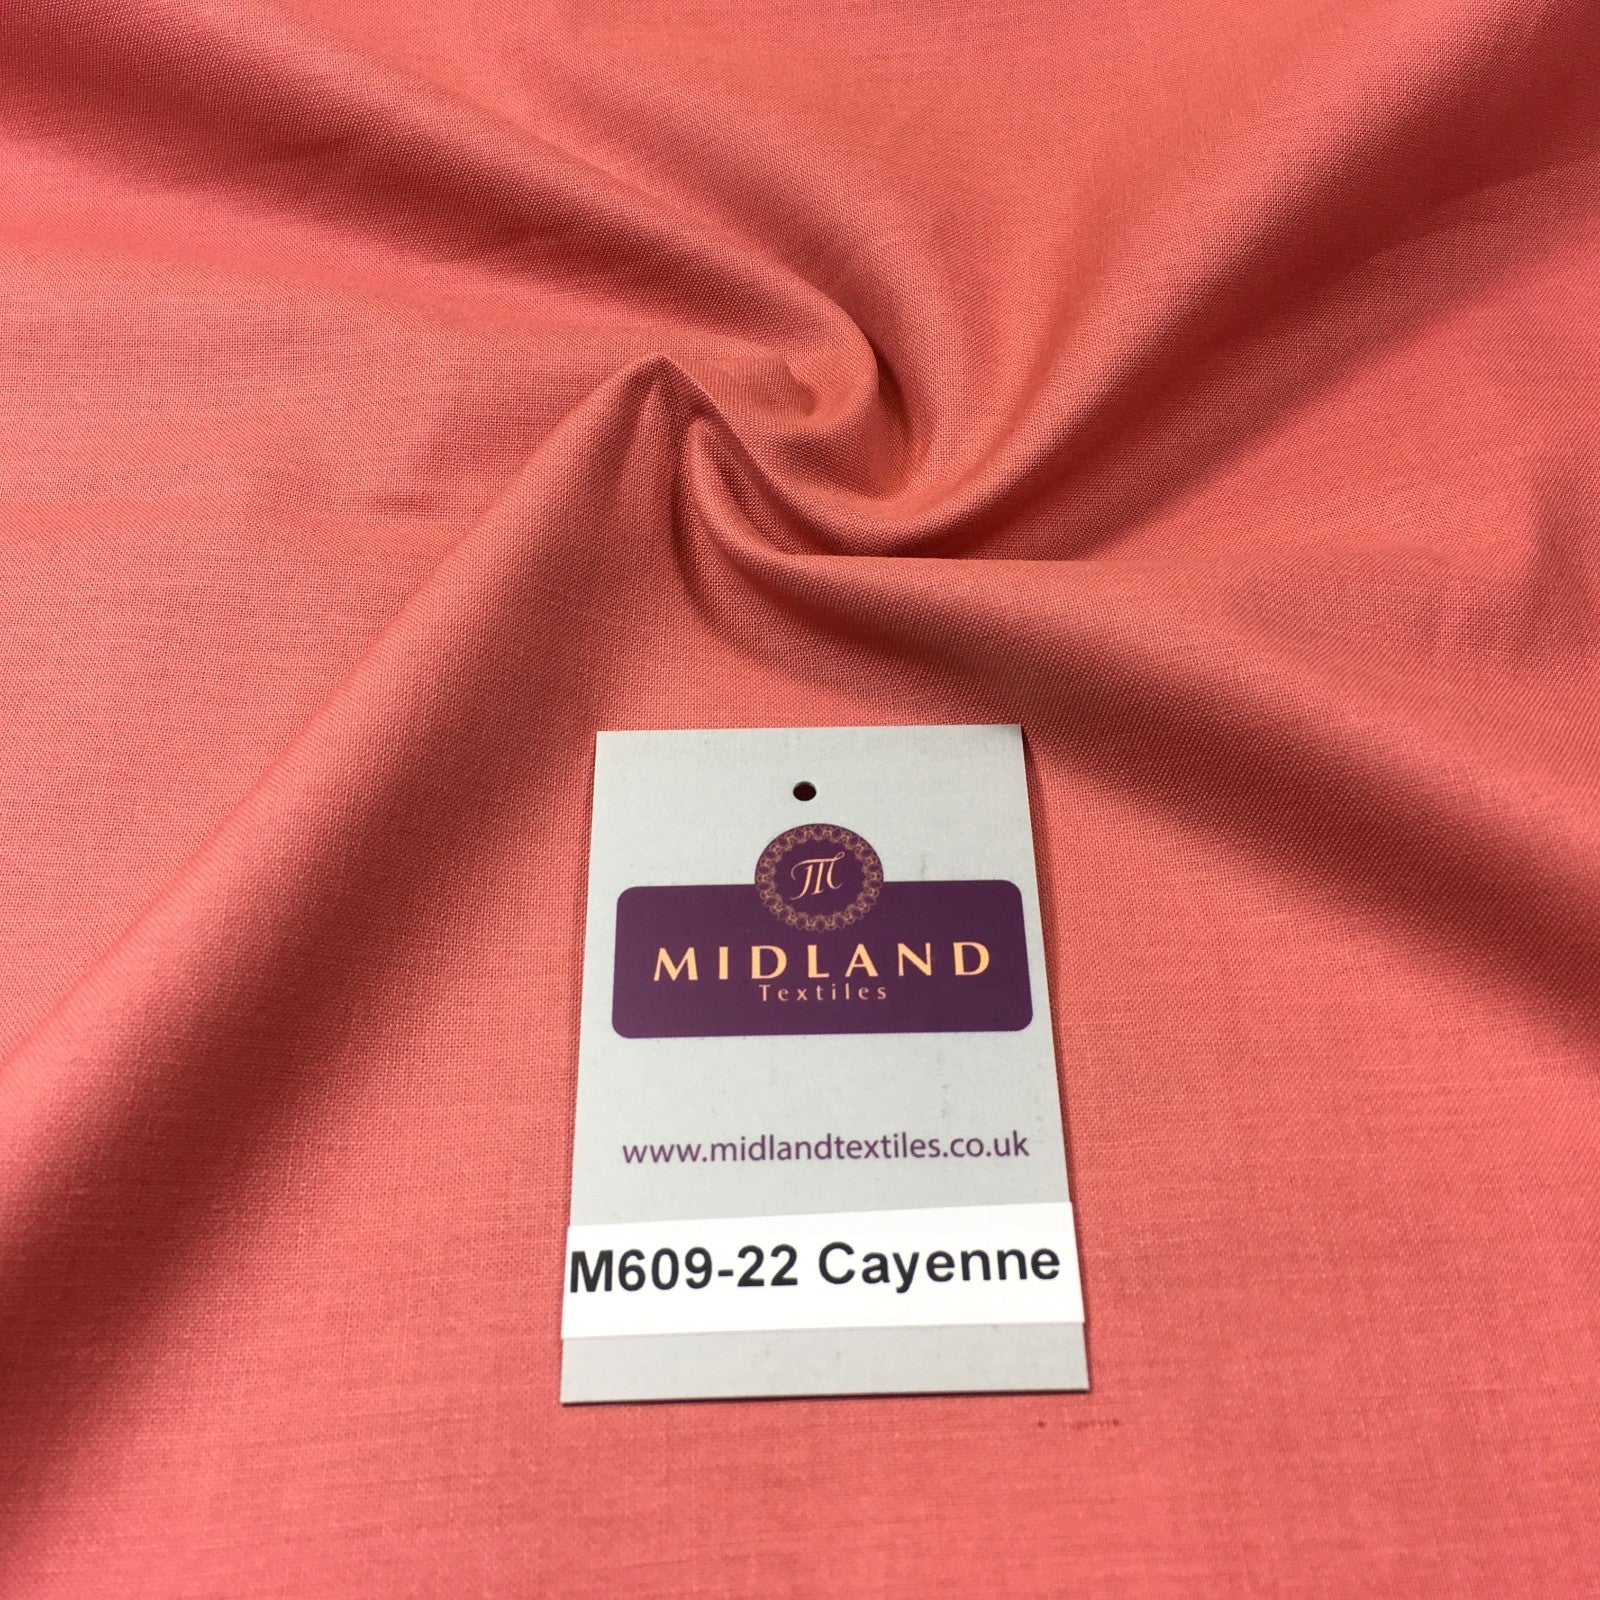 M
MIDLAND
Textiles
www.midlandtextiles.co.uk
M609-22 Cayenne